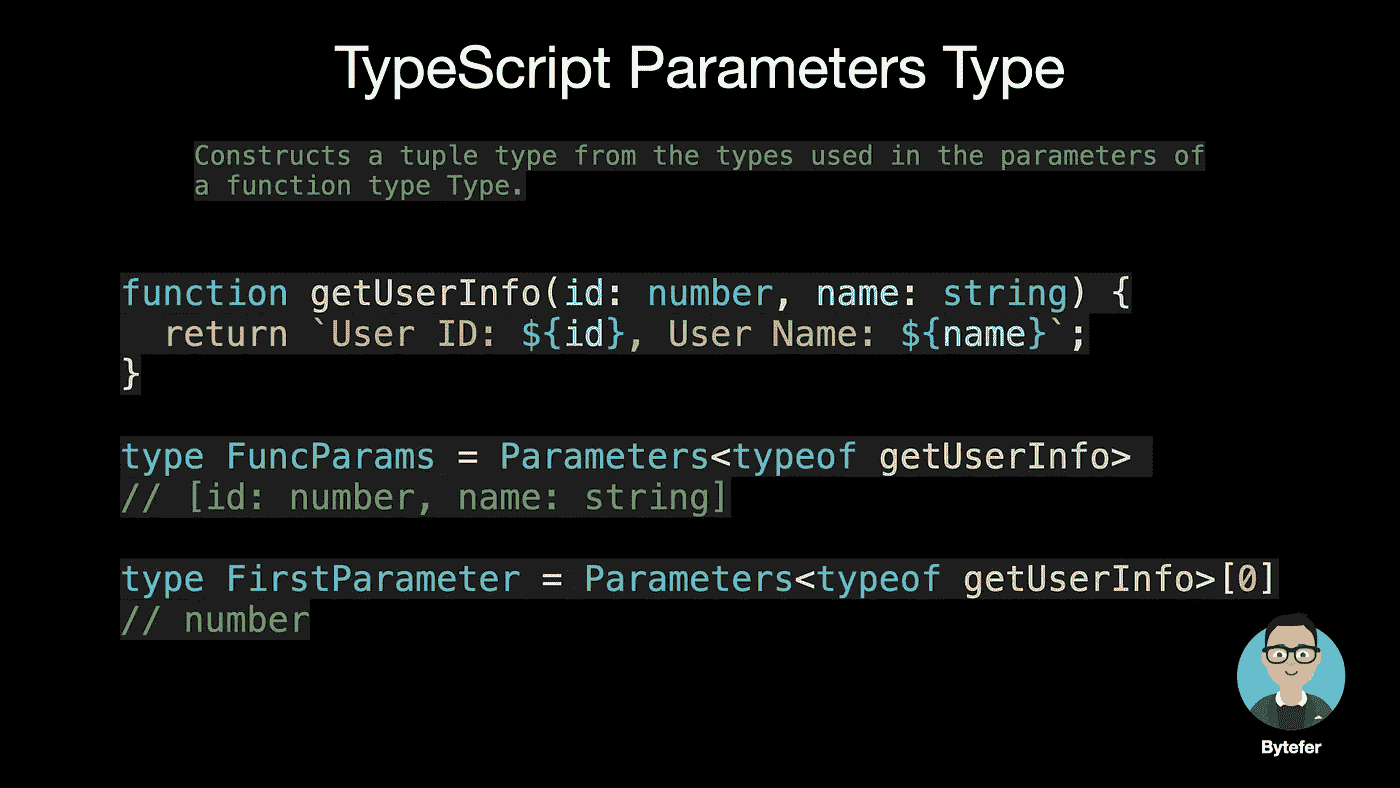 TypeScript Parameters Type
Constructs a tuple type from the types used in the parameters of
a function type Type.
function getUserInfo(id: number, name: string) {
  return `User ID: ${id}, User Name: ${name}`;
}
type FuncParams = Parameters<typeof getUserInfo>
// [id: number, name: string]
type FirstParameter = Parameters<typeof getUserInfo>[0]
// number
Bytefer